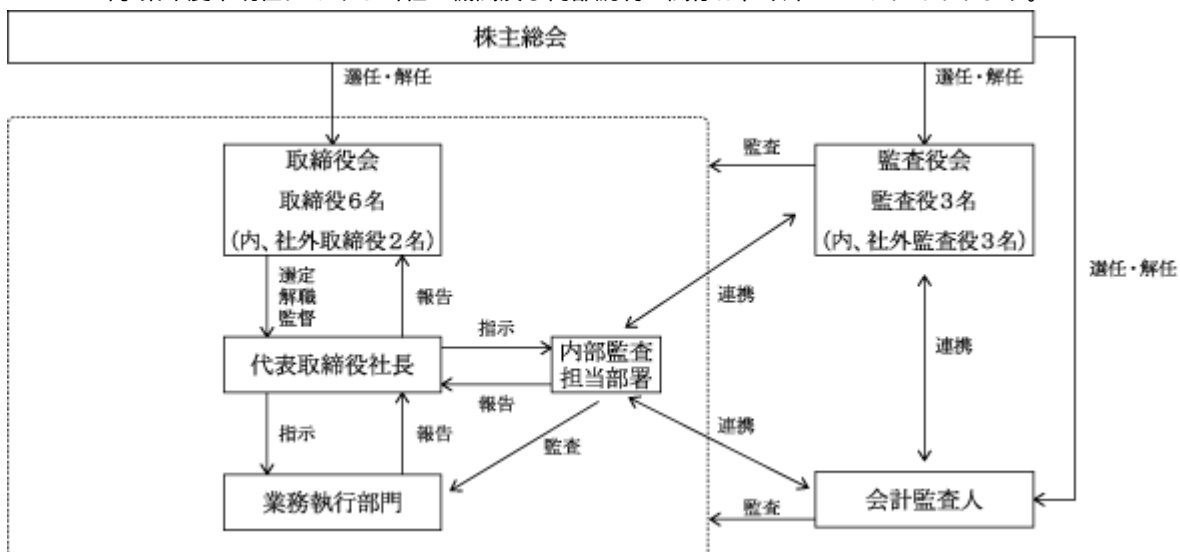 株主総会
選任・解任
選任・解任
取締役会
取締役6名
(内、社外取締役2名)
監査
監査役会
監査役3名
(内、社外監査役3名)
選任・解任
選定
解職
監督
報告
連携
指示
代表取締役社長
内部監査
担当部署
連携
報告
指示
報告
監査
連携
業務執行部門
監査
会計監査人